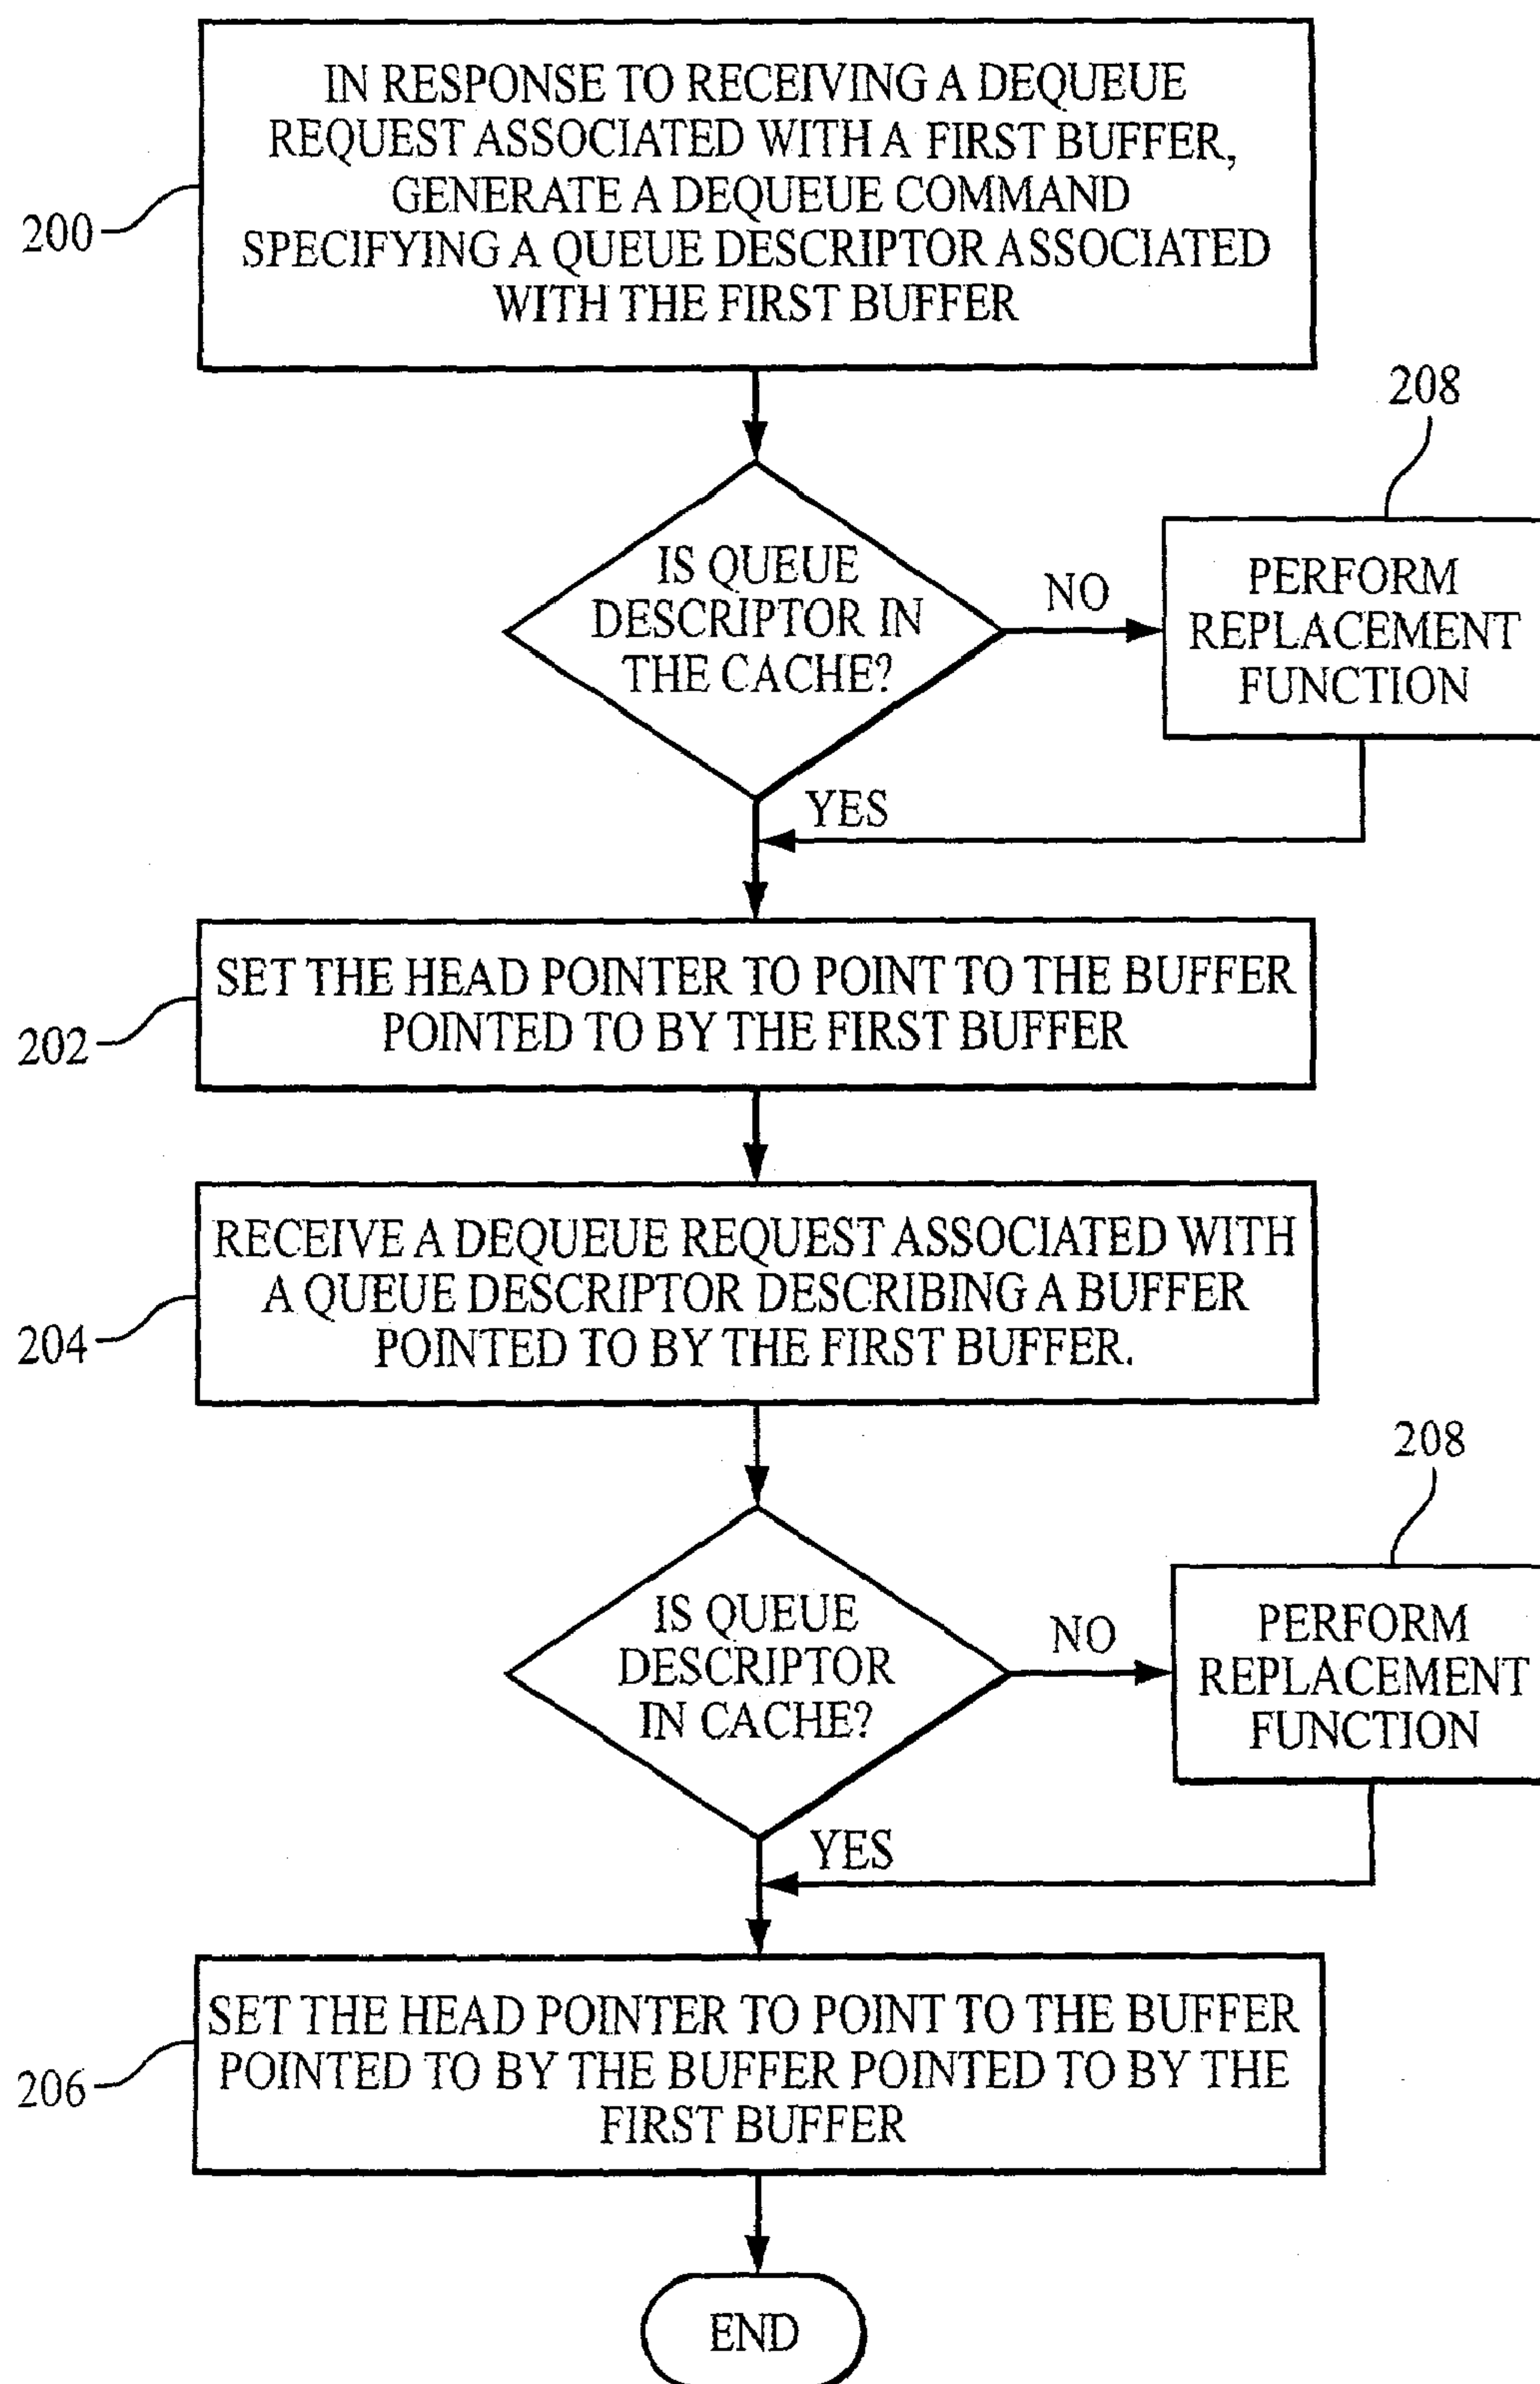 IN RESPONSE TO RECEIVING A DEQUEUE
REQUEST ASSOCIATED WITH A FIRST BUFFER,
GENERATE A DEQUEUE COMMAND
SPECIFYING A QUEUE DESCRIPTOR ASSOCIATED
WITH THE FIRST BUFFER
200
208
IS QUEUE
DESCRIPTOR IN
THE CACHE?
NO
PERFORM
REPLACEMENT
FUNCTION
YES
SET THE HEAD POINTER TO POINT TO THE BUFFER
POINTED TO BY THE FIRST BUFFER
202
RECEIVE A DEQUEUE REQUEST ASSOCIATED WITH
A QUEUE DESCRIPTOR DESCRIBING A BUFFER
POINTED TO BY THE FIRST BUFFER.
204
208
IS QUEUE
DESCRIPTOR
IN CACHE?
NO
PERFORM
REPLACEMENT
FUNCTION
YES
SET THE HEAD POINTER TO POINT TO THE BUFFER
POINTED TO BY THE BUFFER POINTED TO BY THE
FIRST BUFFER
206
END